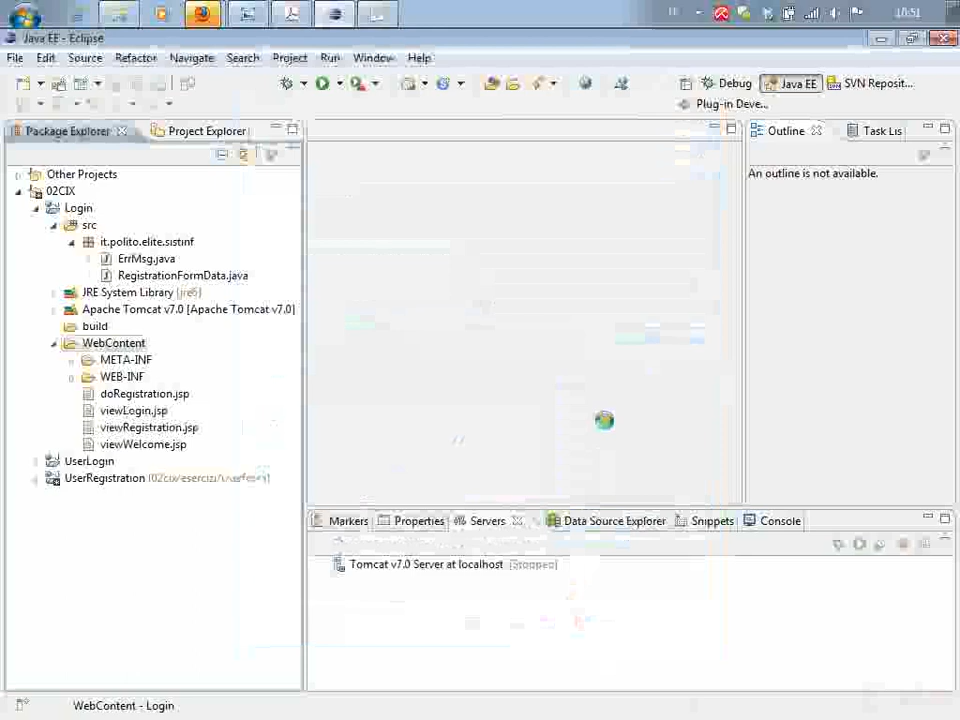 10:51
Java EE - Eclipse
File Edit Source Refactor Navigate Search Project Run Window Help
Debug Java EE SVN Reposit...
Plug-in Deve...
Package Explorer Project Explorer
Outline Task Lis
An outline is not available.
Other Projects
02CIX
Login
src
it.polito.elite.sistinf
ErrMsg.java
RegistrationFormData.java
JRE System Library [jre6]
Apache Tomcat v7.0 [Apache Tomcat v7.0]
build
WebContent
META-INF
WEB-INF
doRegistration.jsp
viewLogin.jsp
viewRegistration.jsp
viewWelcome.jsp
UserLogin
UserRegistration
Markers Properties Servers Data Source Explorer Snippets Console
Tomcat v7.0 Server at localhost [Stopped]
WebContent - Login